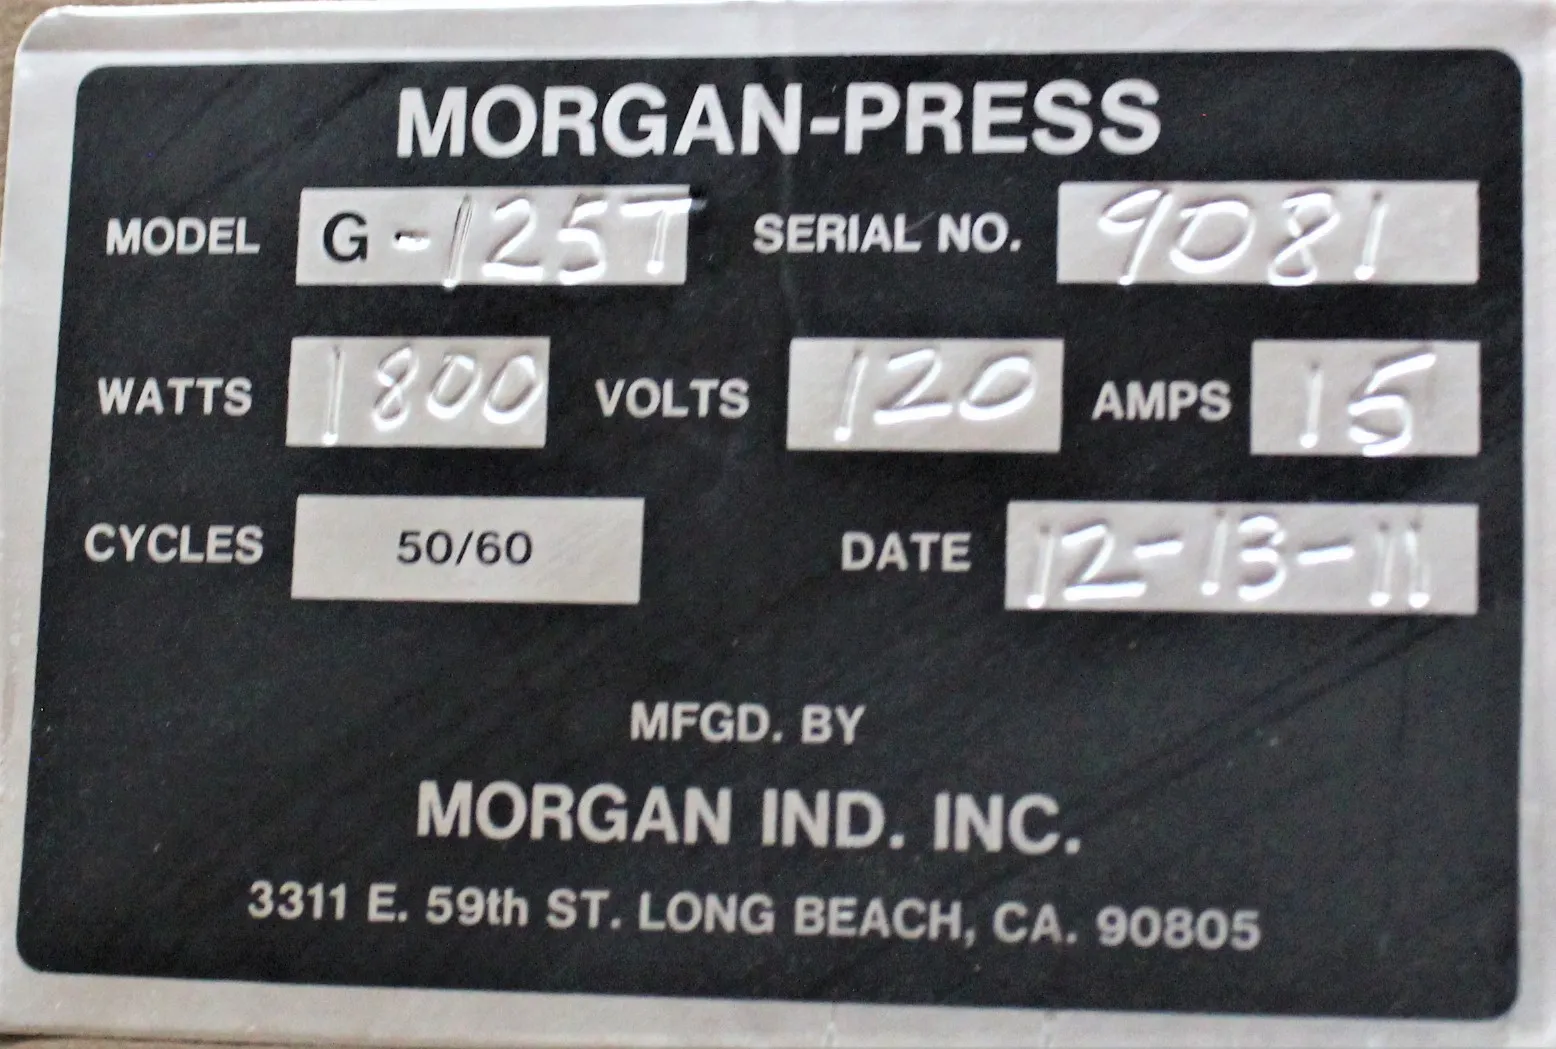 MORGAN-PRESS
MODEL G-125T SERIAL NO. 9081
WATTS 1800 VOLTS 120 AMPS 15
CYCLES 50/60 DATE 12-13-11
MFGD. BY
MORGAN IND. INC.
3311 E. 59th ST. LONG BEACH, CA. 90805